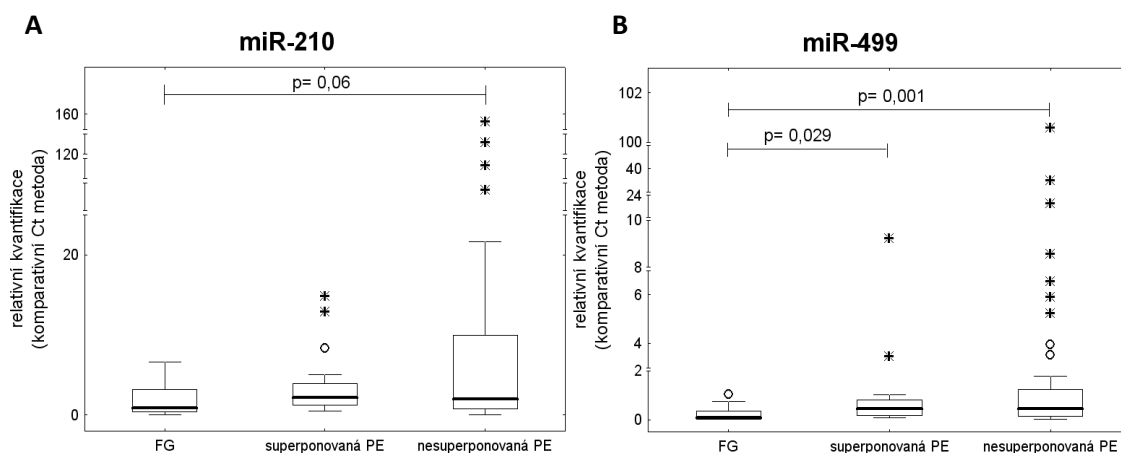 A
miR-210
p= 0,06
160
120
20
0
relativní kvantifikace
(komparativní Ct metoda)
FG
superponovaná PE
nesuperponovaná PE
B
miR-499
p= 0,001
p= 0,029
102
100
40
24
10
8
6
4
2
0
relativní kvantifikace
(komparativní Ct metoda)
FG
superponovaná PE
nesuperponovaná PE